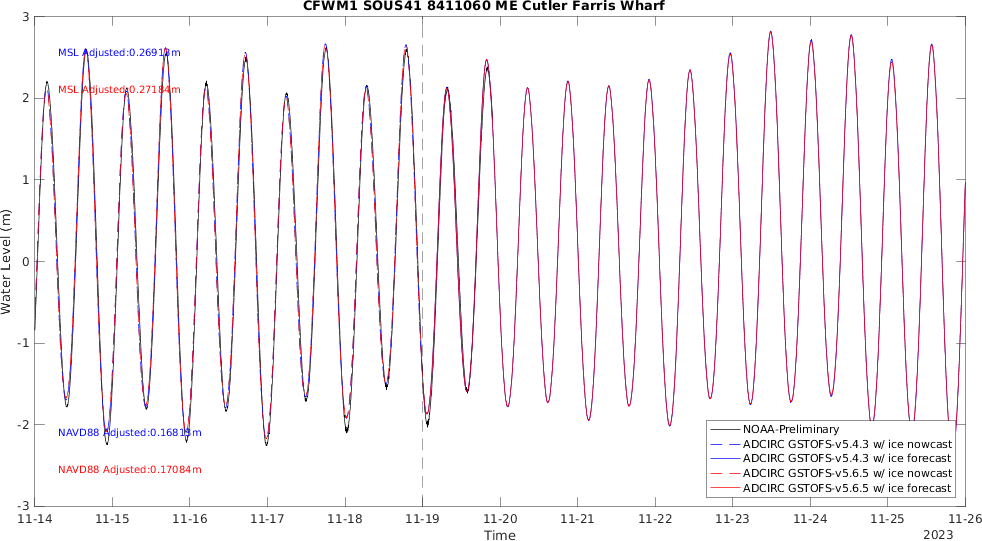 CFWM1 SOUS41 8411060 ME Cutler Farris Wharf
3
2
1
0
-1
-2
-3
Water Level (m)
MSL Adjusted:0.26913m
MSL Adjusted:0.27184m
NAVD88 Adjusted:0.16813m
NAVD88 Adjusted:0.17084m
NOAA-Preliminary
ADCIRC GSTOFS-v5.4.3 w/ ice nowcast
ADCIRC GSTOFS-v5.4.3 w/ ice forecast
ADCIRC GSTOFS-v5.6.5 w/ ice nowcast
ADCIRC GSTOFS-v5.6.5 w/ ice forecast
11-14 11-15 11-16 11-17 11-18 11-19 11-20 11-21 11-22 11-23 11-24 11-25 11-26
Time
2023